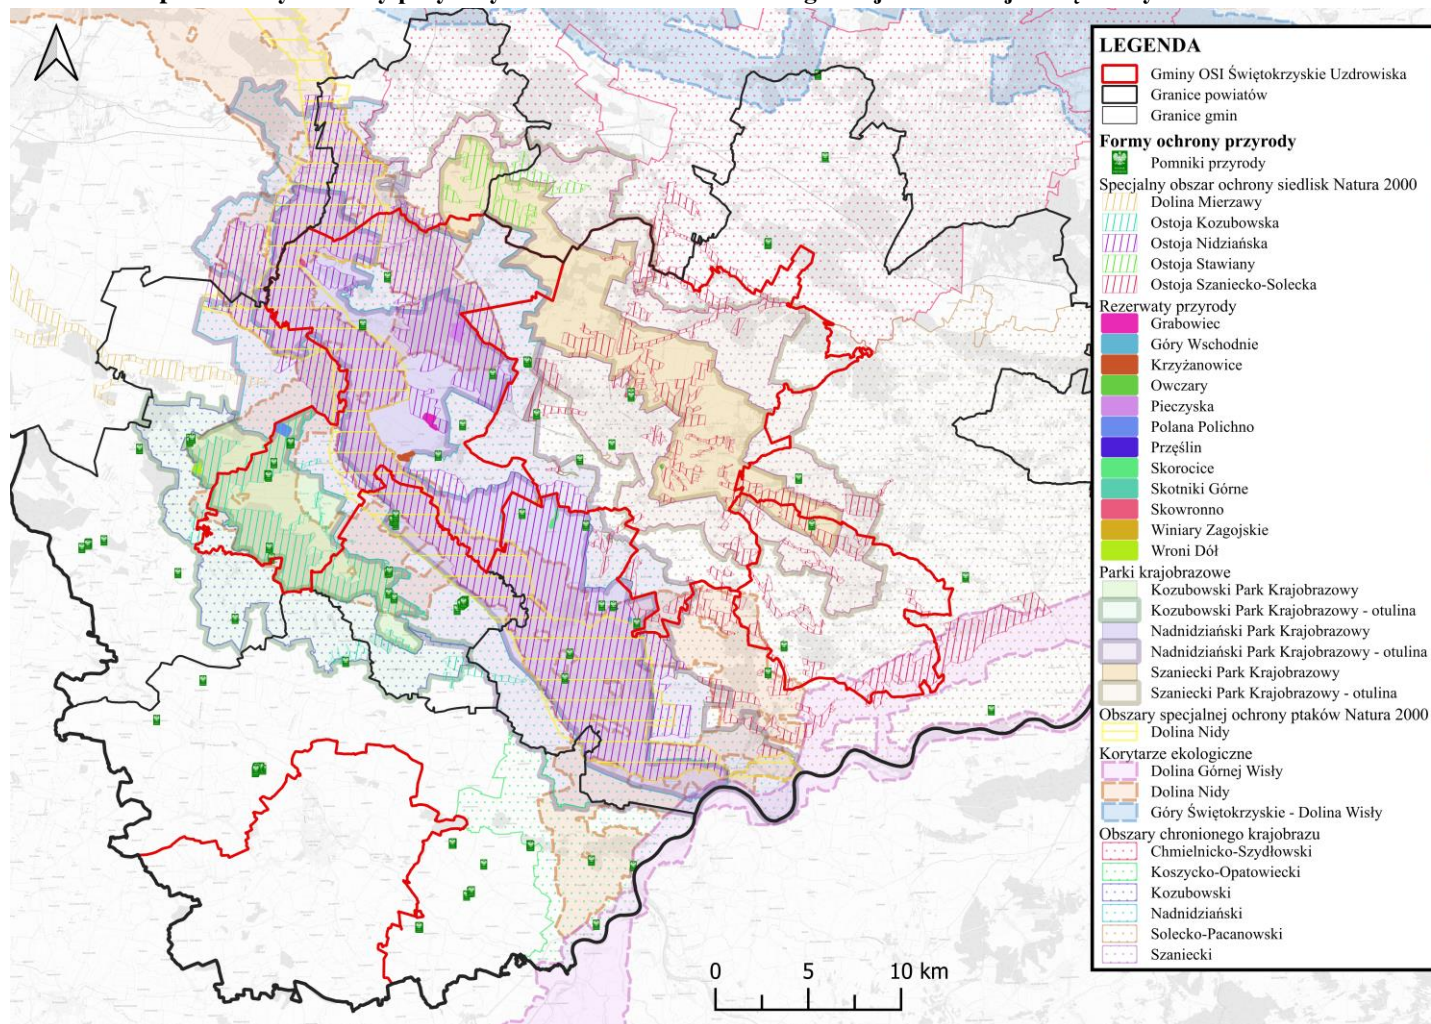 LEGENDA
Gminy OSI Świętokrzyskie Uzdrowiska
Granice powiatów
Granice gmin
Formy ochrony przyrody
Pomniki przyrody
Specjalny obszar ochrony siedlisk Natura 2000
Dolina Mierzawy
Ostoja Kozubowska
Ostoja Nidziańska
Ostoja Stawiany
Ostoja Szaniecko-Solecka
Rezerwaty przyrody
Grabowiec
Góry Wschodnie
Krzyżanowice
Owczary
Pieczyska
Polana Polichno
Przęślin
Skorocice
Skotniki Górne
Skowronno
Winiary Zagojskie
Wroni Dół
Parki krajobrazowe
Kozubowski Park Krajobrazowy
Kozubowski Park Krajobrazowy - otulina
Nadnidziański Park Krajobrazowy
Nadnidziański Park Krajobrazowy - otulina
Szaniecki Park Krajobrazowy
Szaniecki Park Krajobrazowy - otulina
Obszary specjalnej ochrony ptaków Natura 2000
Dolina Nidy
Korytarze ekologiczne
Dolina Górnej Wisły
Dolina Nidy
Góry Świętokrzyskie - Dolina Wisły
Obszary chronionego krajobrazu
Chmielnicko-Szydłowski
Koszycko-Opatowiecki
Kozubowski
Nadnidziański
Solecko-Pacanowski
Szaniecki
0 5 10 km